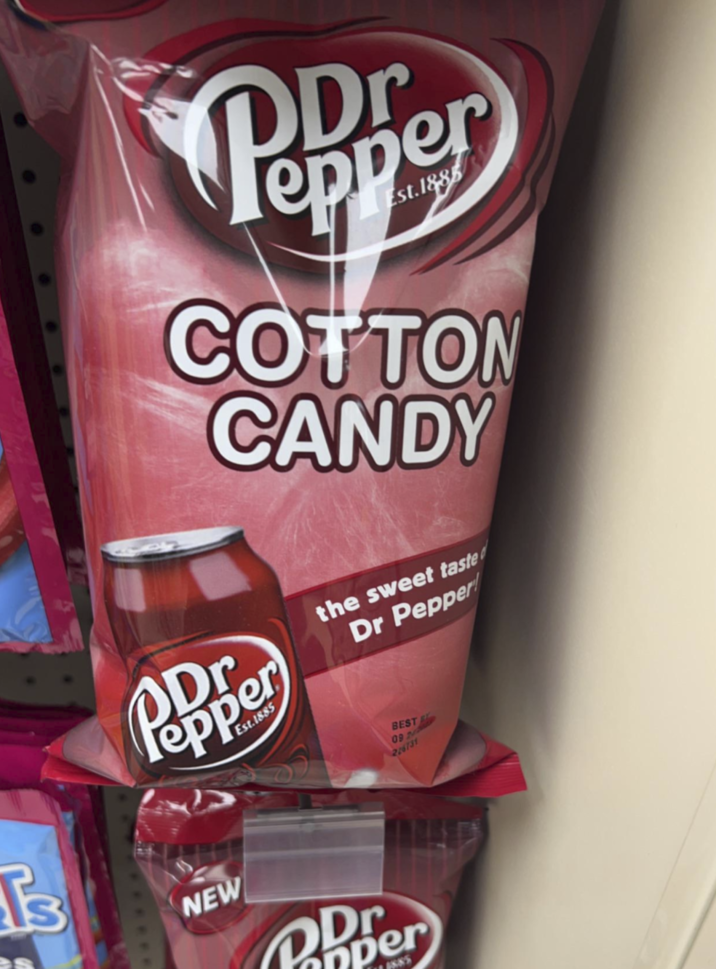 Dr
Pepper
Est.1885
COTTON
CANDY
the sweet taste
Dr Pepper!
Dr
Pepper
Est.1885
BEST
09
NEW
Dr
Pepper